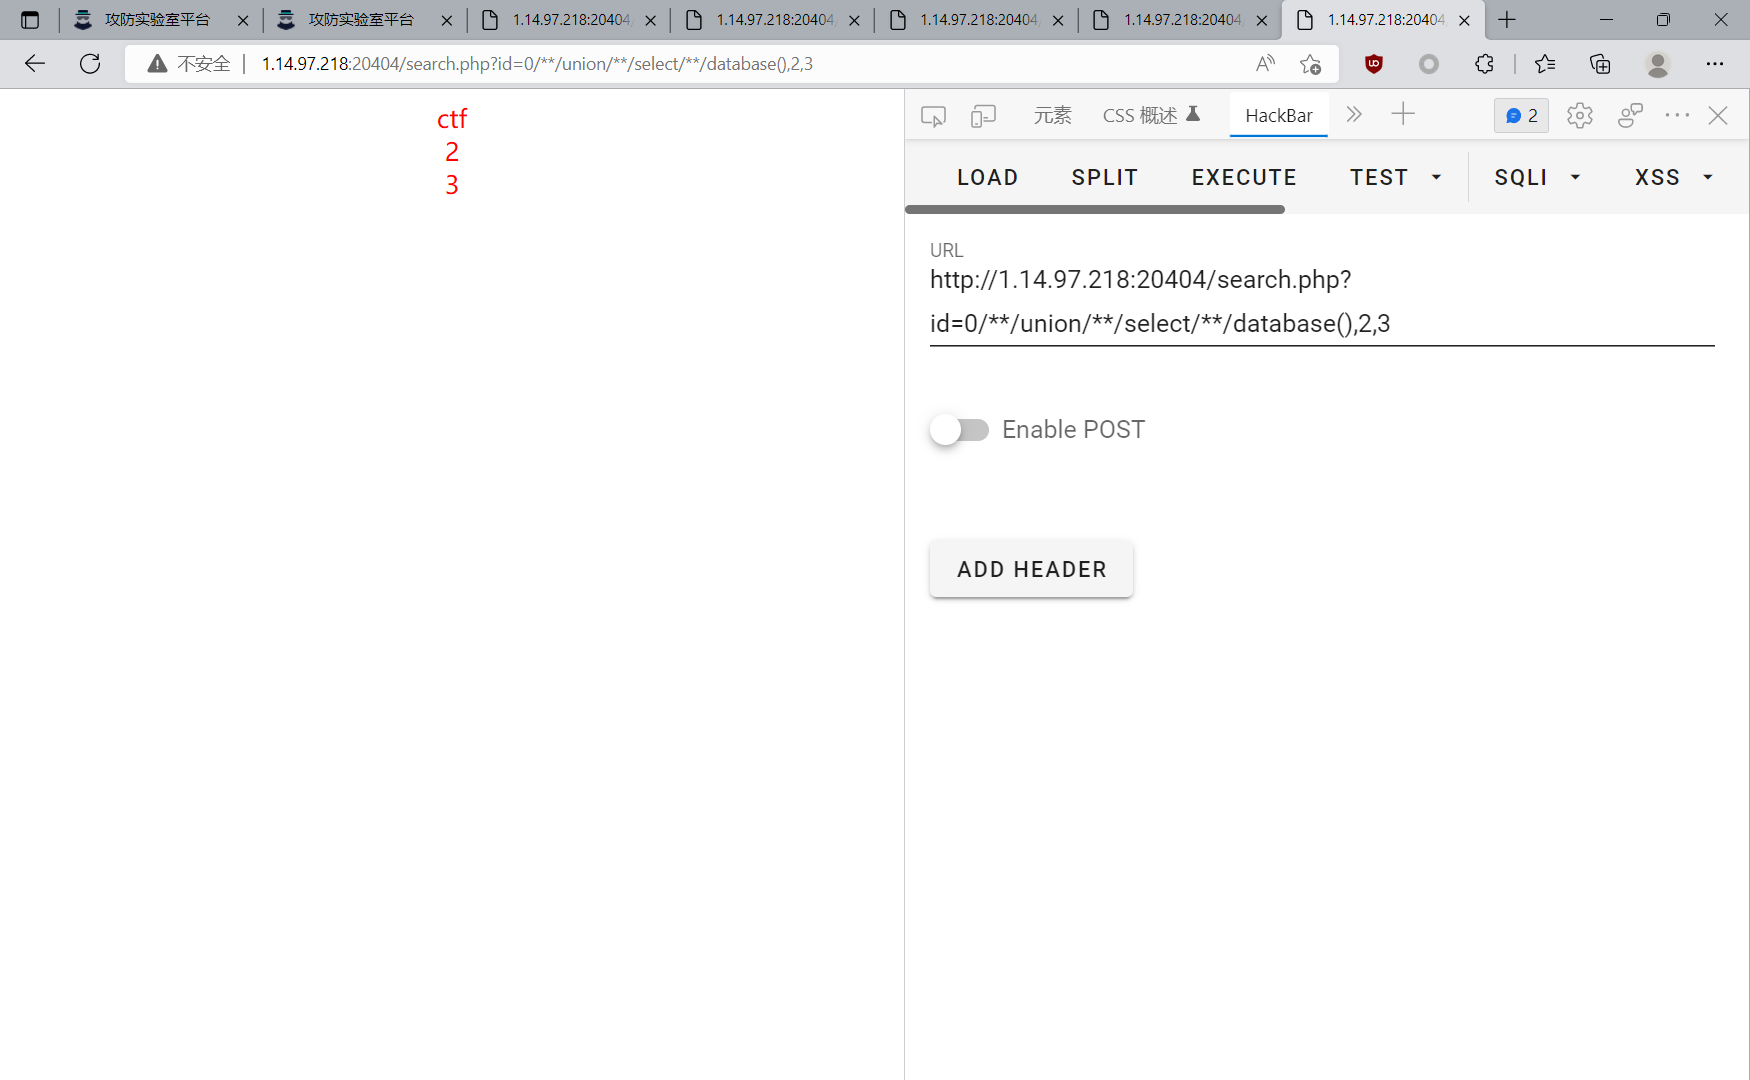 攻防实验室平台
攻防实验室平台
1.14.97.218:20404
1.14.97.218:20404
1.14.97.218:20404
1.14.97.218:20404
1.14.97.218:20404
不安全
1.14.97.218:20404/search.php?id=0/**/union/**/select/**/database(),2,3
ctf
2
3
元素
CSS 概述
HackBar
2
LOAD
SPLIT
EXECUTE
TEST
SQLI
XSS
URL
http://1.14.97.218:20404/search.php?
id=0/**/union/**/select/**/database(),2,3
Enable POST
ADD HEADER